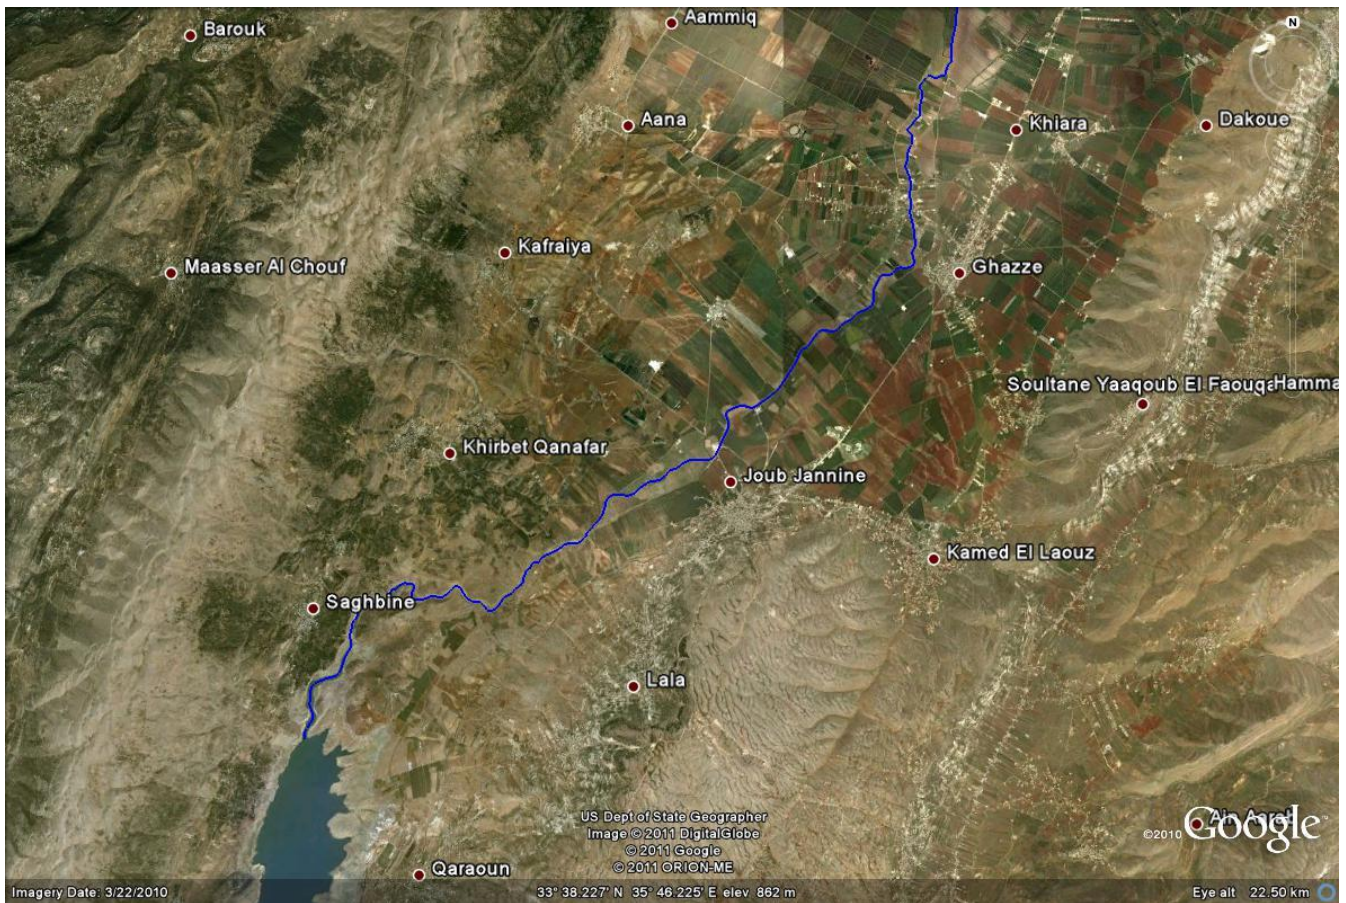 Barouk
Aammiq
N
Aana
Khiara
Dakoue
Kafraiya
Maasser Al Chouf
Ghazze
Soultane Yaaqoub El Faouqa
Hamma
Khirbet Qanafar
Joub Jannine
Kamed El Laouz
Saghbine
Lala
US Dept of State Geographer
Image © 2011 DigitalGlobe
© 2011 Google
© 2011 ORION-ME
Ain Aarab
©2010 Google™
Qaraoun
Imagery Date: 3/22/2010
33° 38.227' N 35° 46.225' E elev 862 m
Eye alt 22.50 km